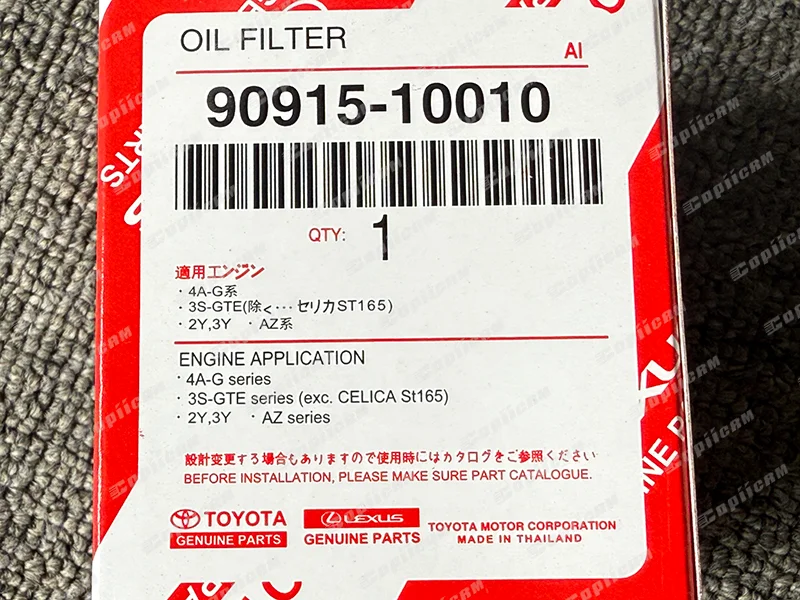 OIL FILTER
AI
90915-10010
QTY: 1
適用エンジン
・4A-G系
・3S-GTE(除く…セリカST165)
・2Y,3Y ・AZ系
ENGINE APPLICATION
・4A-G series
・3S-GTE series (exc. CELICA St165)
・2Y,3Y ・AZ series
設計変更する場合もありますので使用時にはカタログをご参照ください
BEFORE INSTALLATION, PLEASE MAKE SURE PART CATALOGUE.
TOYOTA
GENUINE PARTS
LEXUS
GENUINE PARTS
TOYOTA MOTOR CORPORATION
MADE IN THAILAND
CopiiCRM